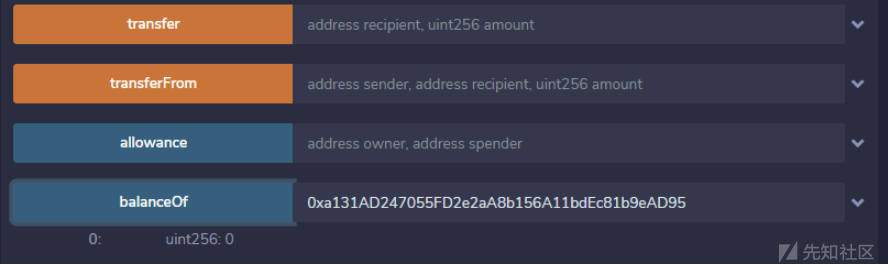 transfer address recipient, uint256 amount
transferFrom address sender, address recipient, uint256 amount
allowance address owner, address spender
balanceOf 0xa131AD247055FD2e2aA8b156A11bdEc81b9eAD95
0: uint256: 0
先知社区